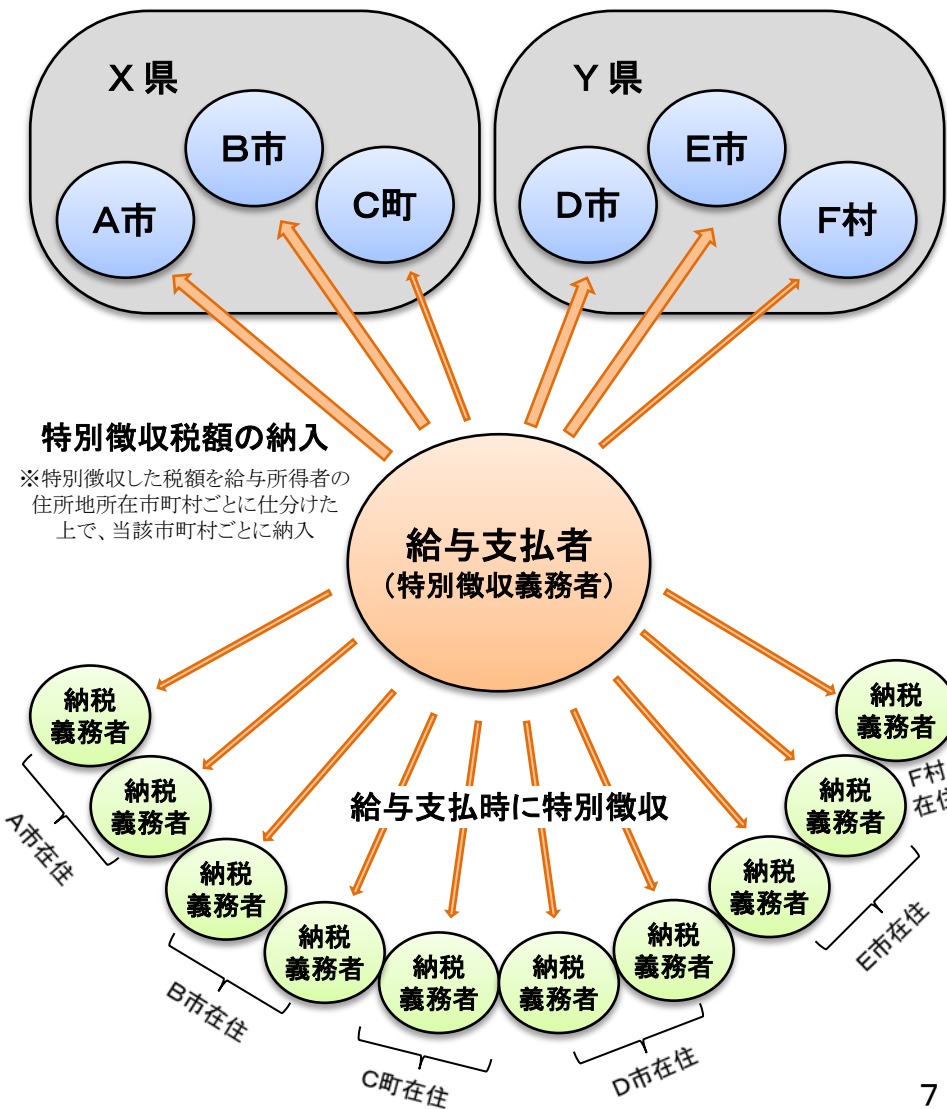 X県
Y県
A市
B市
C町
D市
E市
F村
特別徴収税額の納入
※特別徴収した税額を給与所得者の
住所地所在市町村ごとに仕分けた
上で、当該市町村ごとに納入
給与支払者
（特別徴収義務者）
給与支払時に特別徴収
納税
義務者
納税
義務者
納税
義務者
納税
義務者
納税
義務者
納税
義務者
納税
義務者
納税
義務者
納税
義務者
納税
義務者
A市在住
B市在住
C町在住
D市在住
E市在住
F村
在住
7